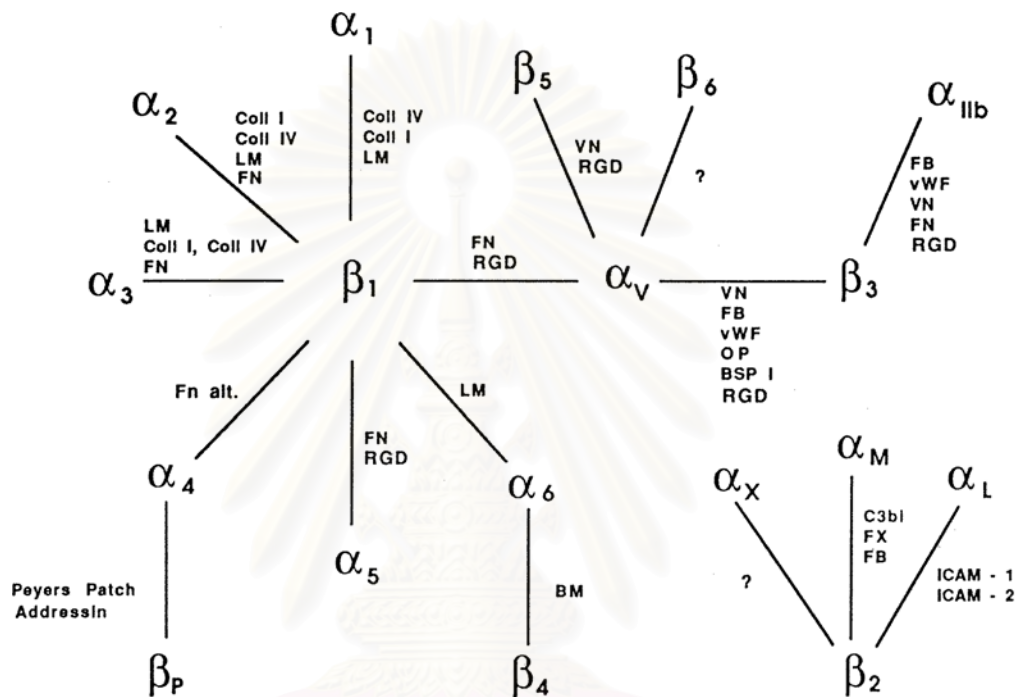 α1
α2
Coll I
Coll IV
LM
FN
Coll IV
Coll I
LM
β5
β6
αIIb
VN
RGD
?
FB
vWF
VN
FN
RGD
LM
Coll I, Coll IV
FN
α3
β1
FN
RGD
αV
β3
VN
FB
vWF
OP
BSP I
RGD
Fn alt.
LM
FN
RGD
α4
α5
α6
αX
αM
αL
C3bi
FX
FB
?
ICAM - 1
ICAM - 2
Peyers Patch
Addressin
BM
βP
β4
β2